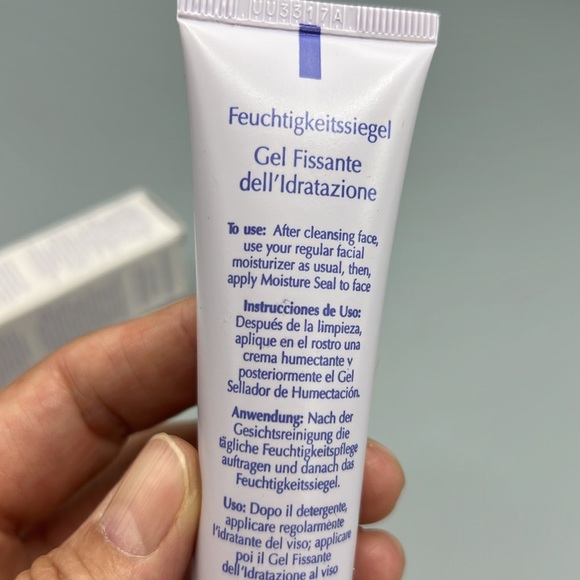 UU3317A
Feuchtigkeitssiegel
Gel Fissante
dell'Idratazione
To use: After cleansing face,
use your regular facial
moisturizer as usual, then,
apply Moisture Seal to face
Instrucciones de Uso:
Después de la limpieza,
aplique en el rostro una
crema humectante y
posteriormente el Gel
Sellador de Humectación.
Anwendung: Nach der
Gesichtsreinigung die
tägliche Feuchtigkeitspflege
auftragen und danach das
Feuchtigkeitssiegel.
Uso: Dopo il detergente,
applicare regolarmente
l'idratante del viso; applicare
poi il Gel Fissante
dell'Idratazione al viso